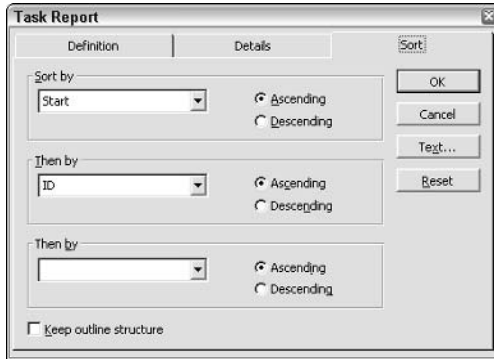 Task Report
Definition
Details
Sort
Sort by
Start
Ascending
Descending
Then by
ID
Ascending
Descending
Then by
Ascending
Descending
Keep outline structure
OK
Cancel
Text...
Reset